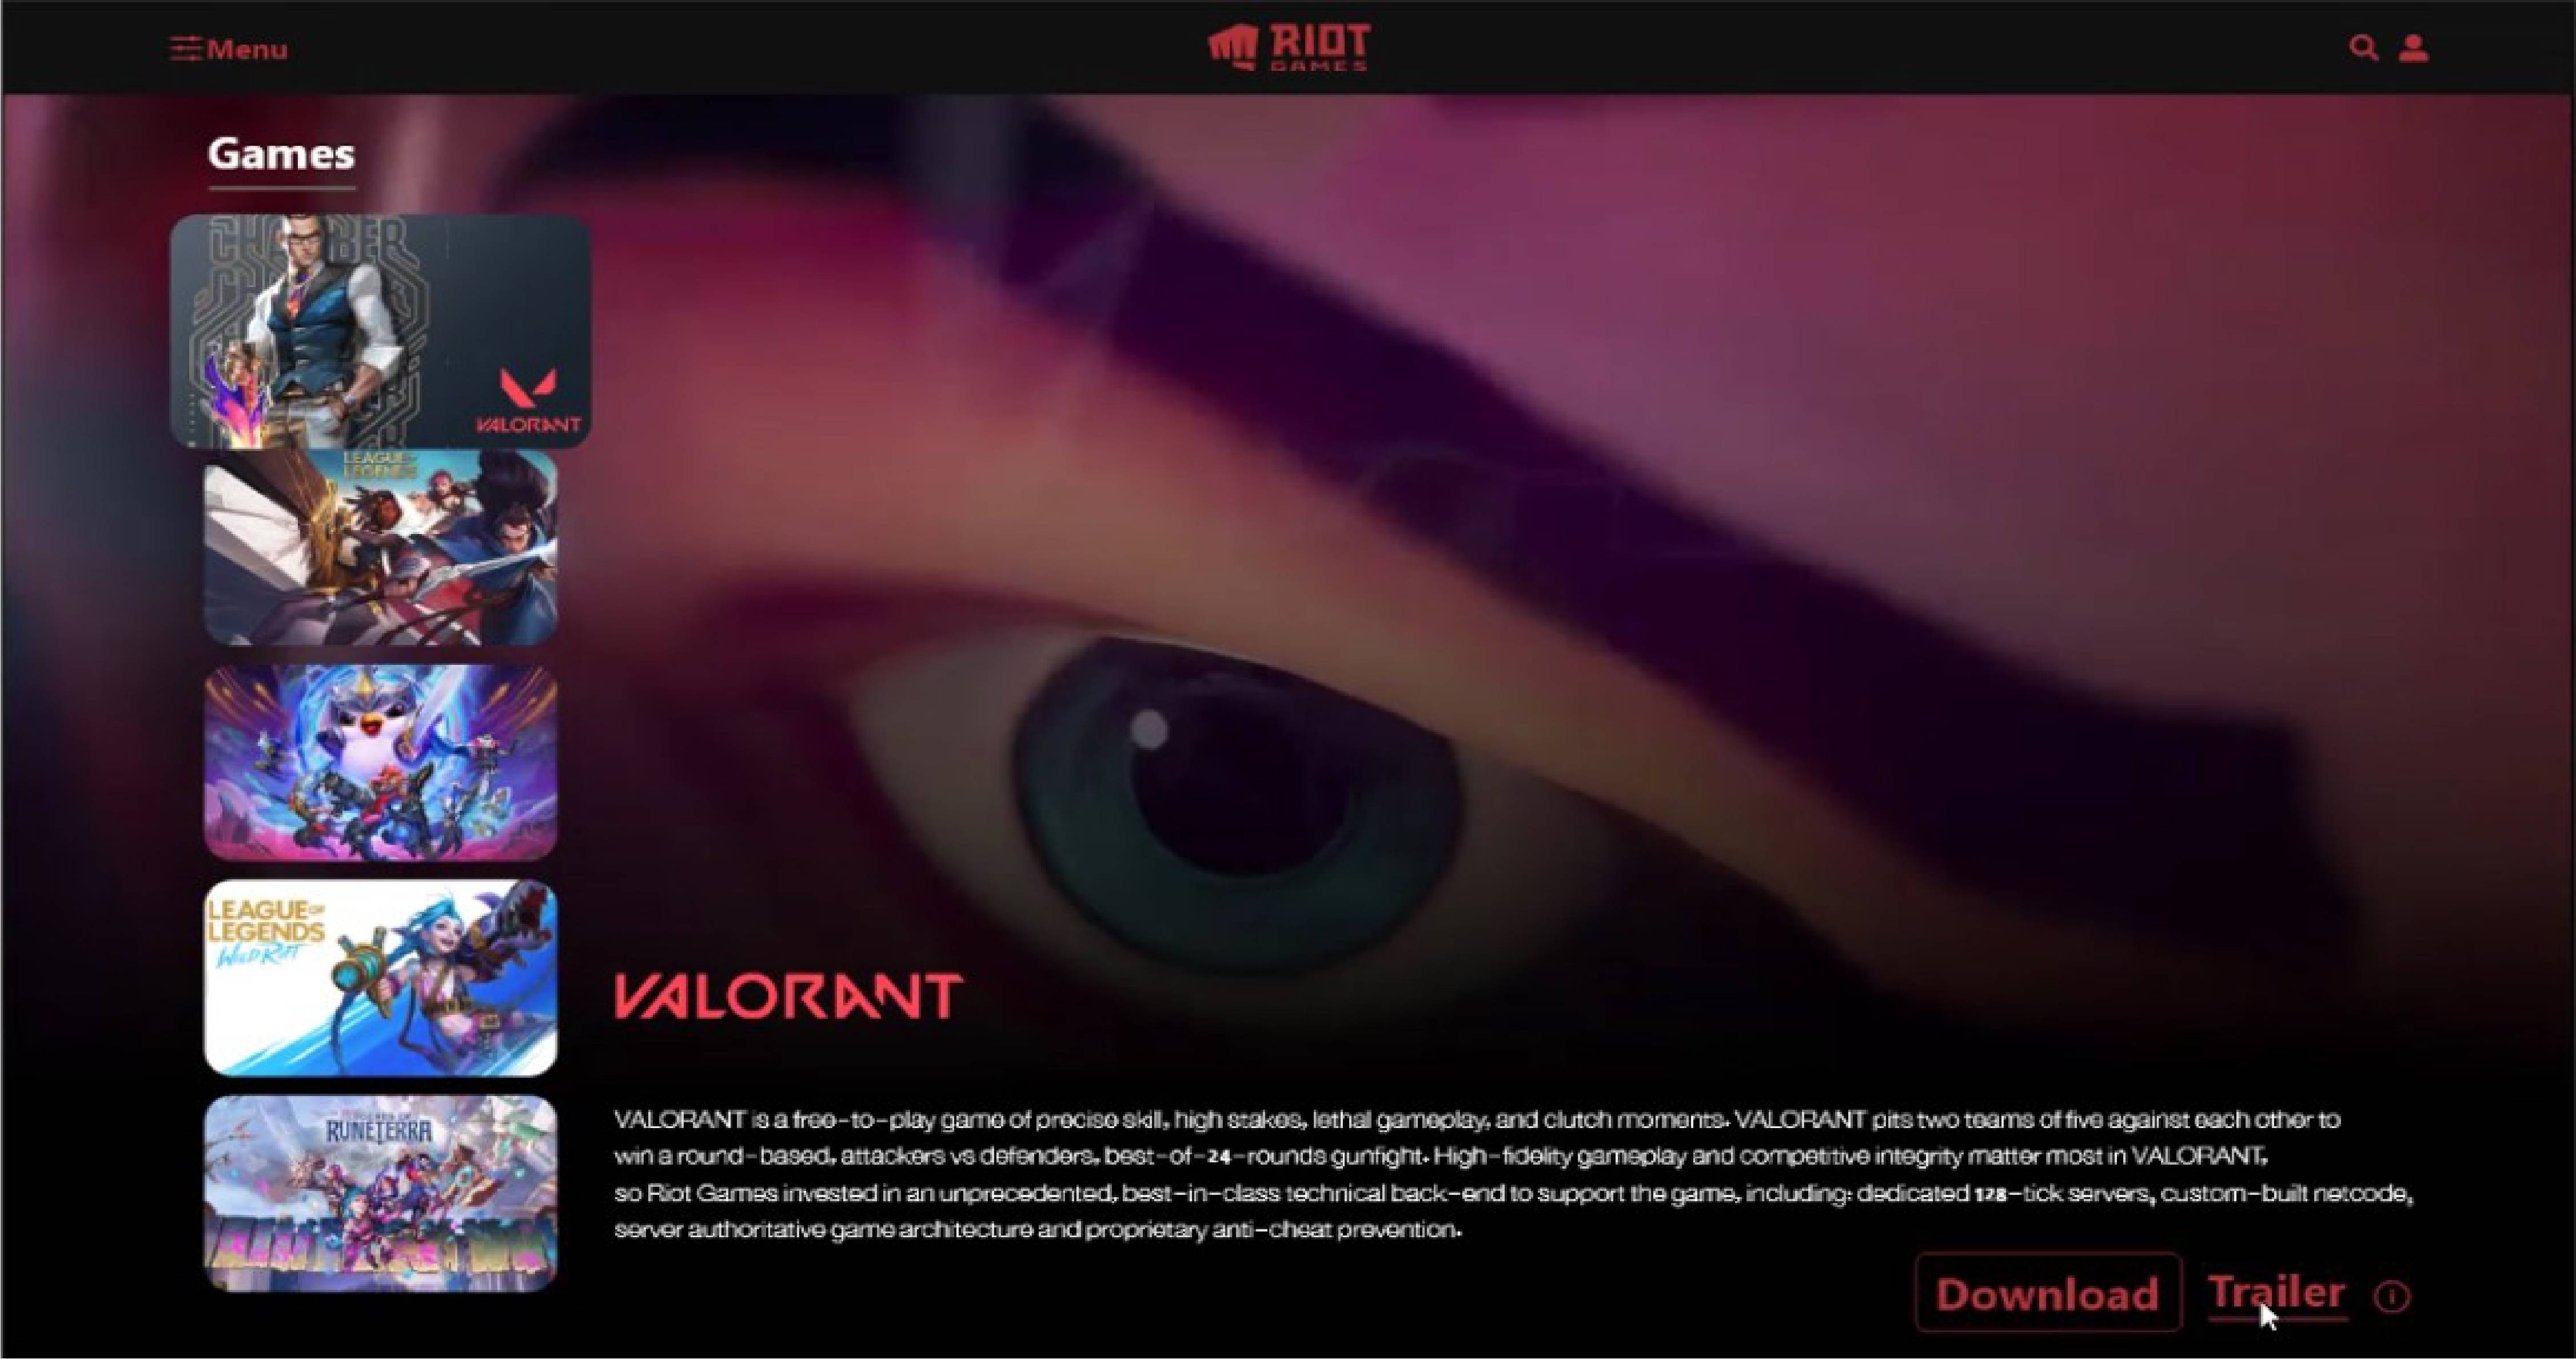 Menu
RIOT
GAMES
Games
CHAMBER
VALORANT
LEAGUE OF
LEGENDS
LEAGUE OF
LEGENDS
WILD RIFT
LEGENDS OF
RUNETERRA
VALORANT
VALORANT is a free-to-play game of precise skill, high stakes, lethal gameplay, and clutch moments. VALORANT pits two teams of five against each other to
win a round-based, attackers vs defenders, best-of-24-rounds gunfight. High-fidelity gameplay and competitive integrity matter most in VALORANT,
so Riot Games invested in an unprecedented, best-in-class technical back-end to support the game, including: dedicated 128-tick servers, custom-built netcode,
server authoritative game architecture and proprietary anti-cheat prevention.
Download Trailer